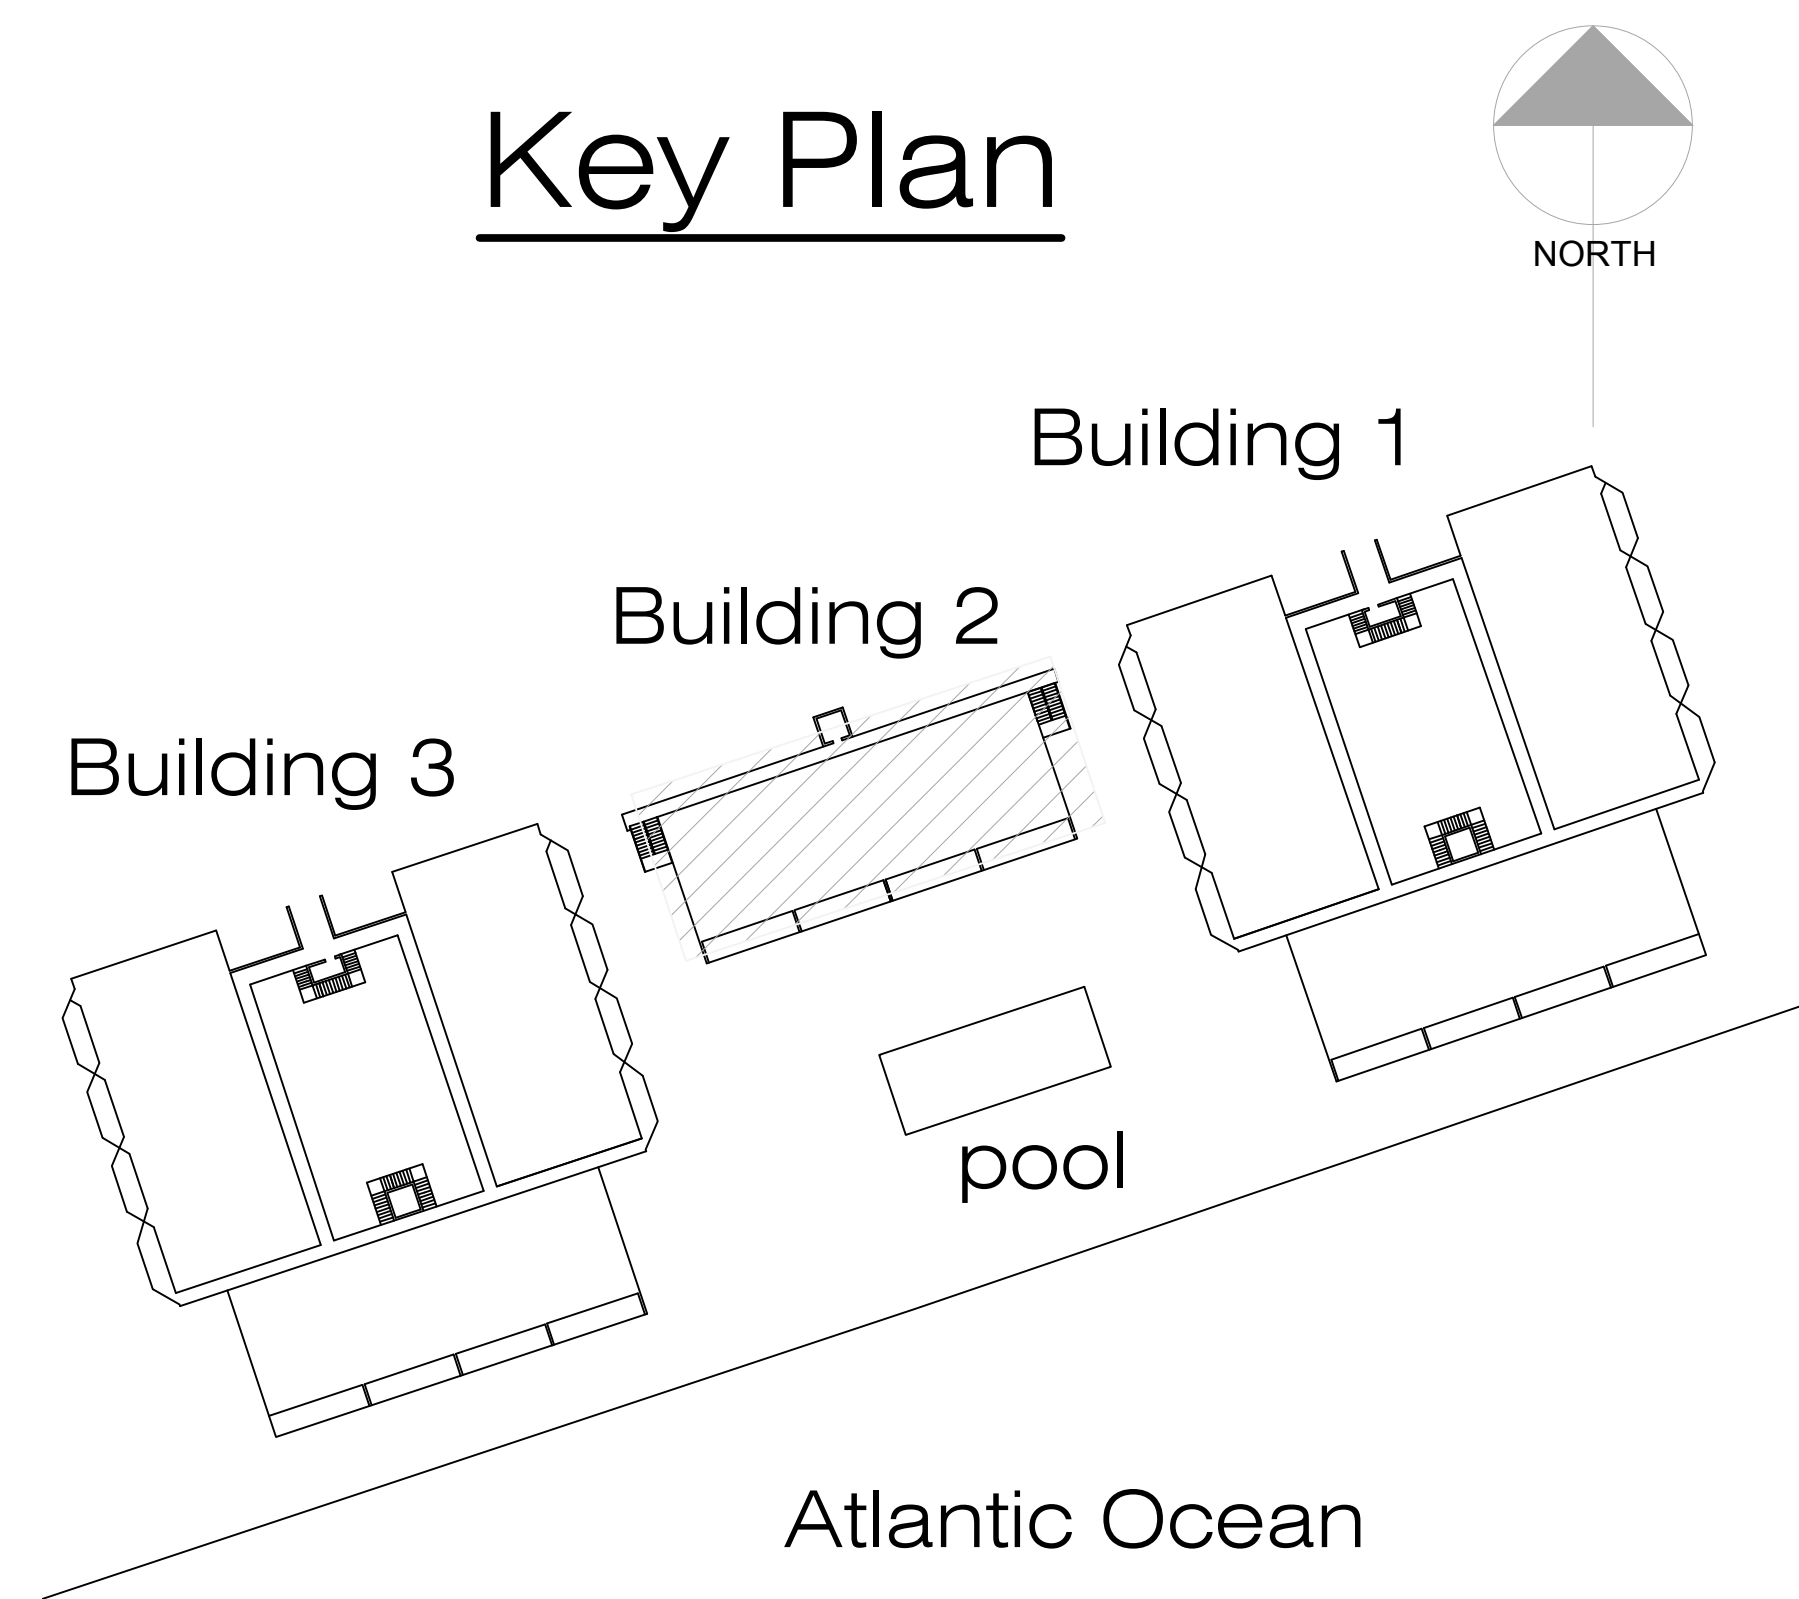 Key Plan
NORTH
Building 1
Building 2
Building 3
pool
Atlantic Ocean